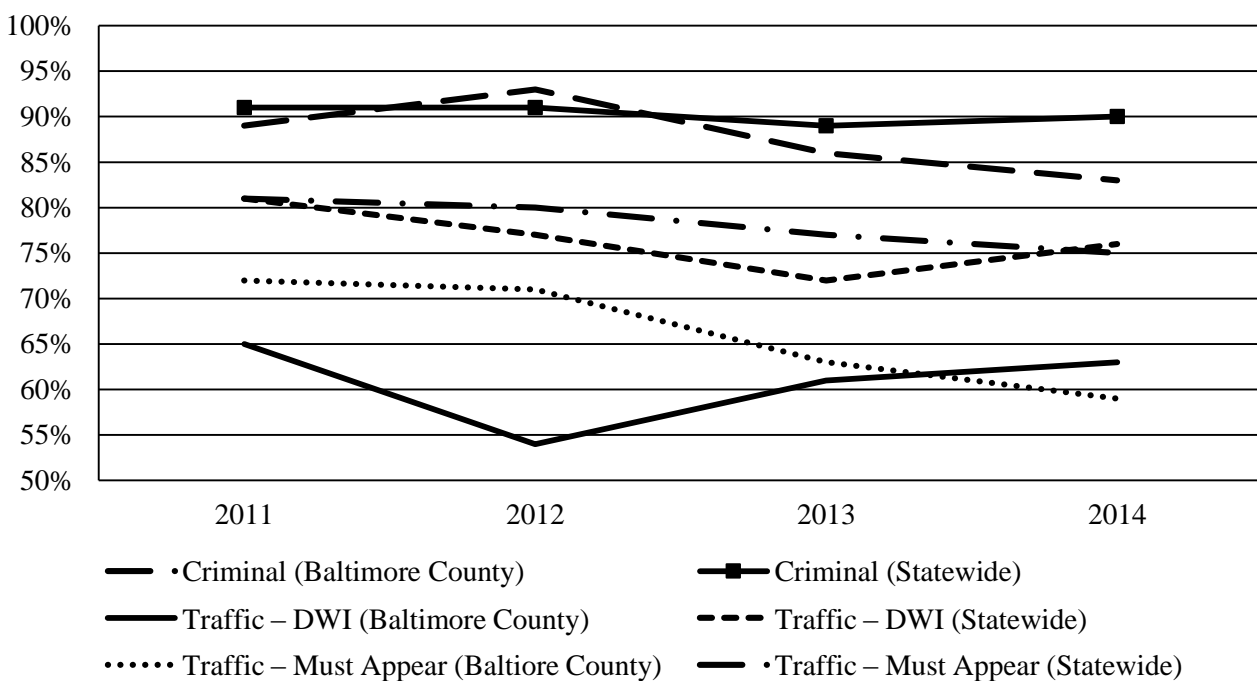 100%
95%
90%
85%
80%
75%
70%
65%
60%
55%
50%
2011 2012 2013 2014
Criminal (Baltimore County) Criminal (Statewide)
Traffic – DWI (Baltimore County) Traffic – DWI (Statewide)
Traffic – Must Appear (Baltiore County) Traffic – Must Appear (Statewide)